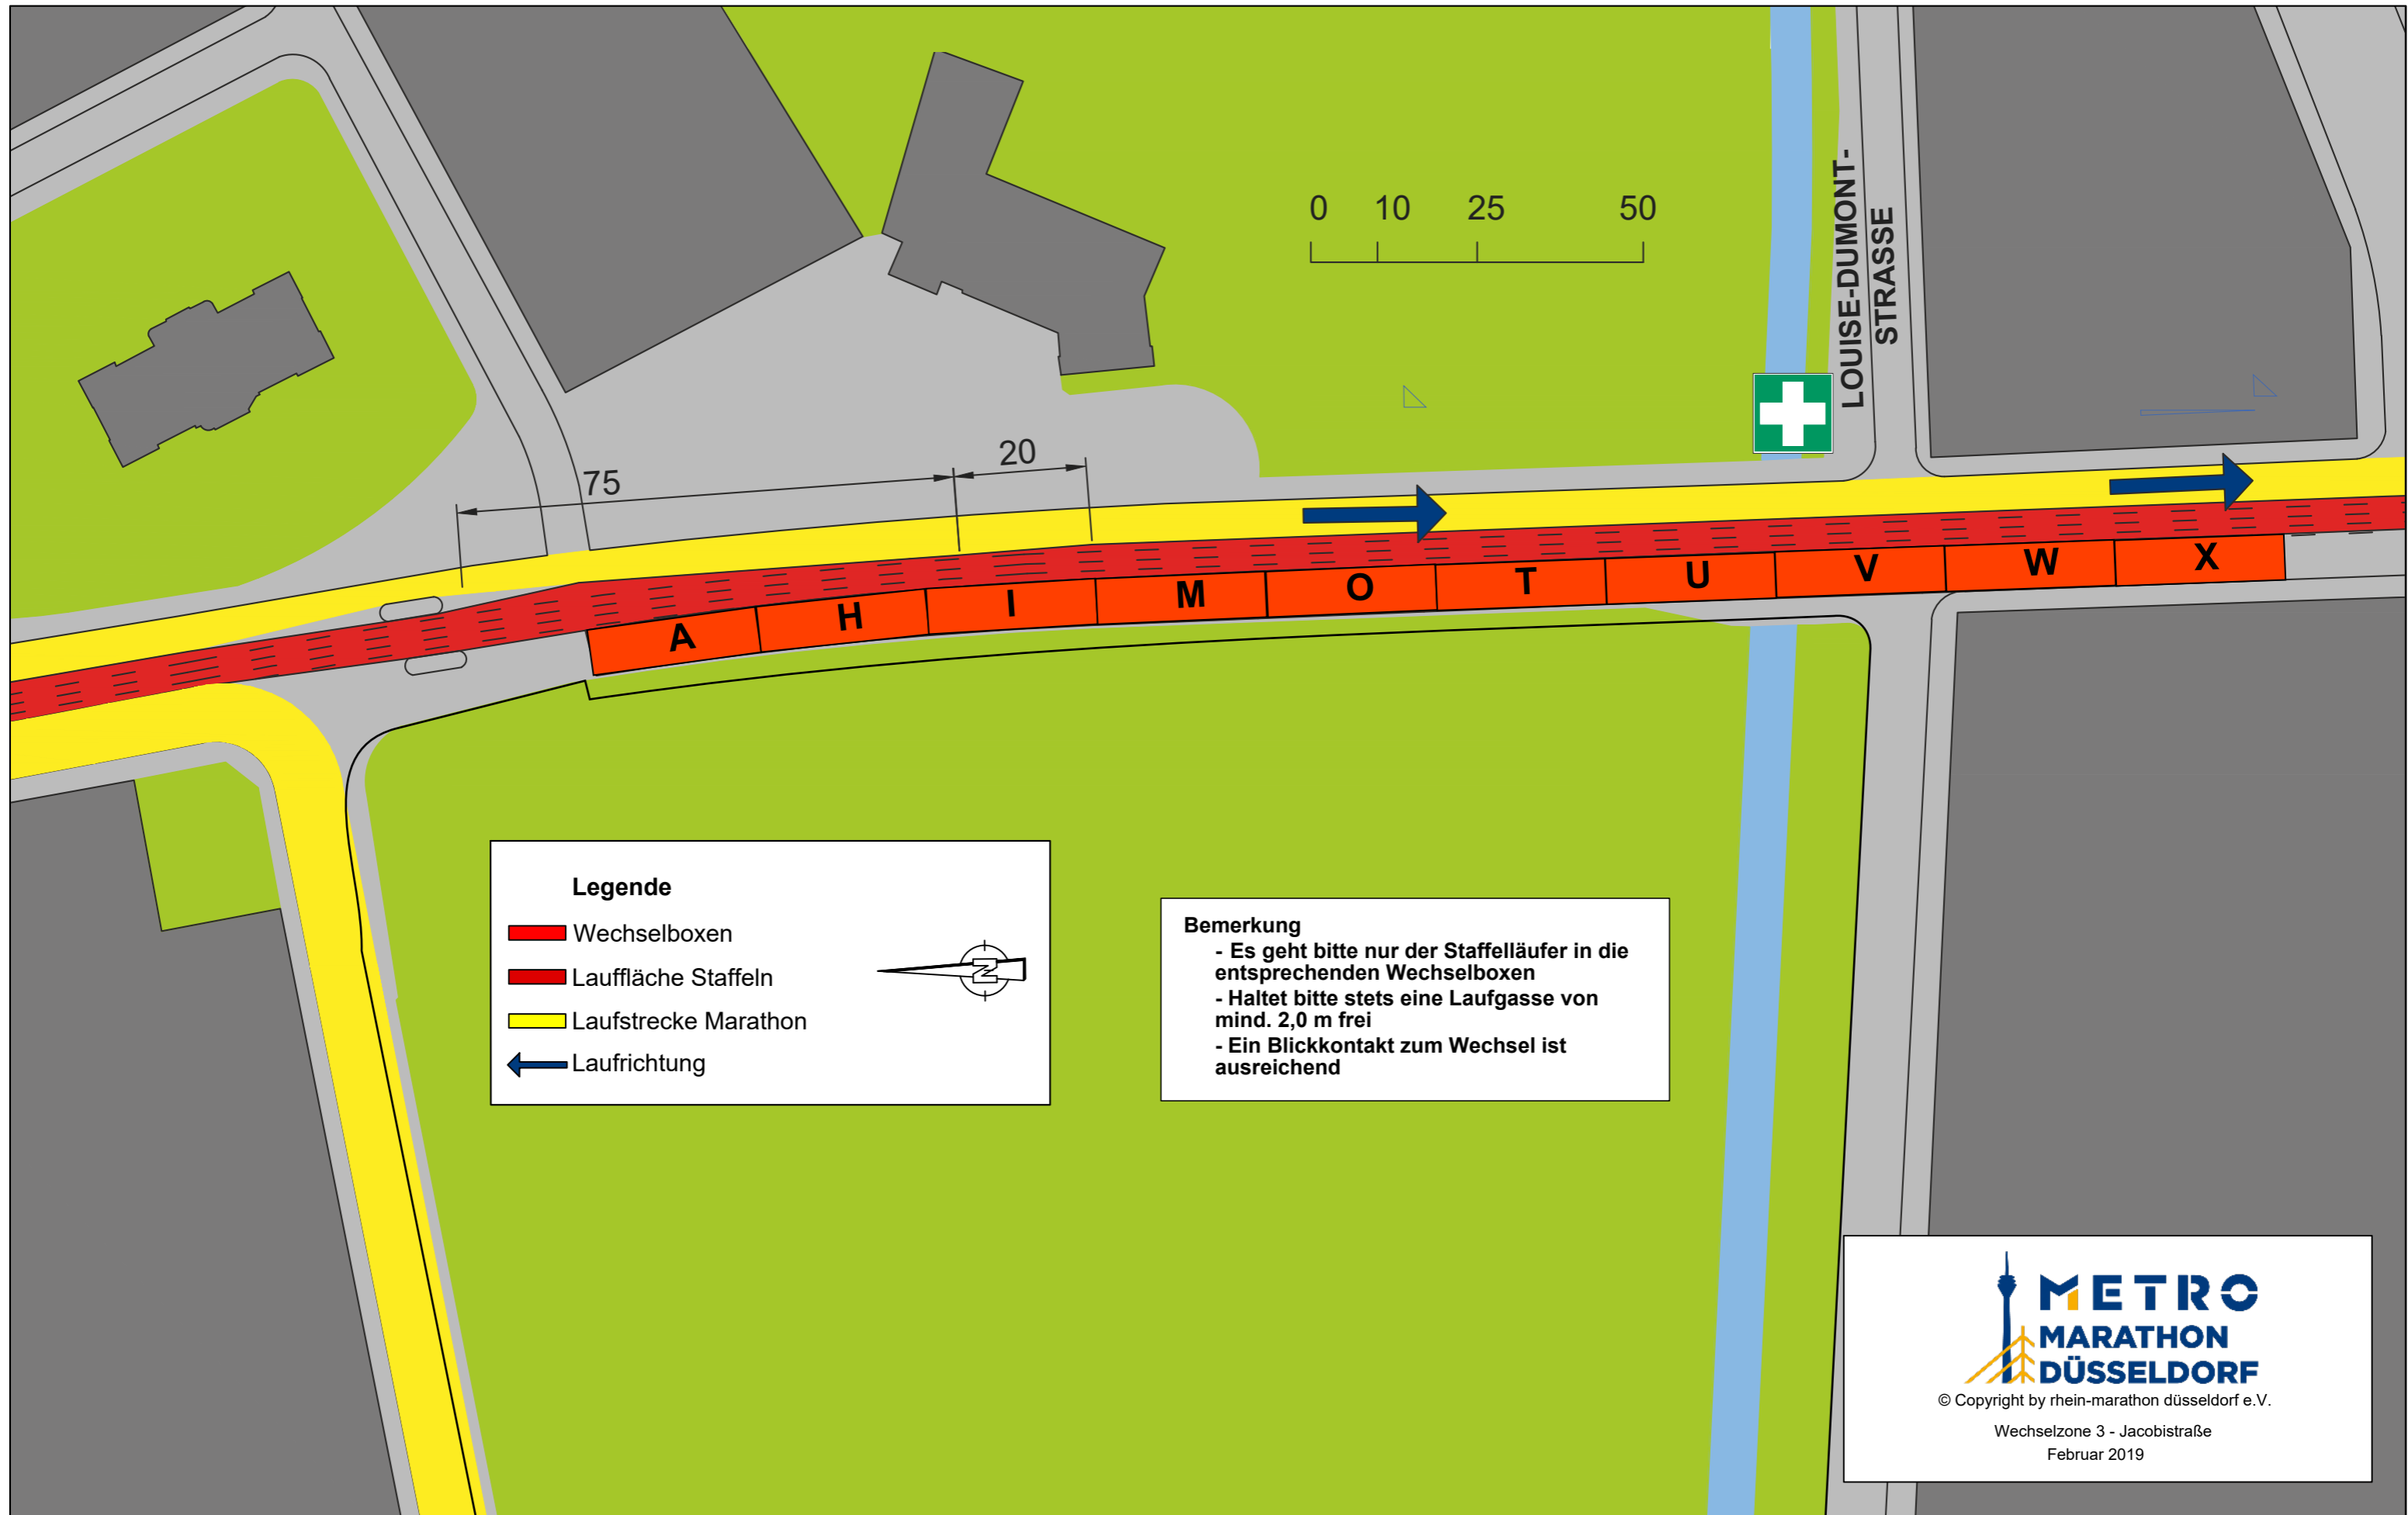 0 10 25 50
LOUISE-DUMONT-
STRASSE
75
20
A H I M O T U V W X
Legende
Wechselboxen
Lauffläche Staffeln
Laufstrecke Marathon
Laufrichtung
N
Bemerkung
- Es geht bitte nur der Staffelläufer in die
entsprechenden Wechselboxen
- Haltet bitte stets eine Laufgasse von
mind. 2,0 m frei
- Ein Blickkontakt zum Wechsel ist
ausreichend
METRO
MARATHON
DÜSSELDORF
© Copyright by rhein-marathon düsseldorf e.V.
Wechselzone 3 - Jacobistraße
Februar 2019